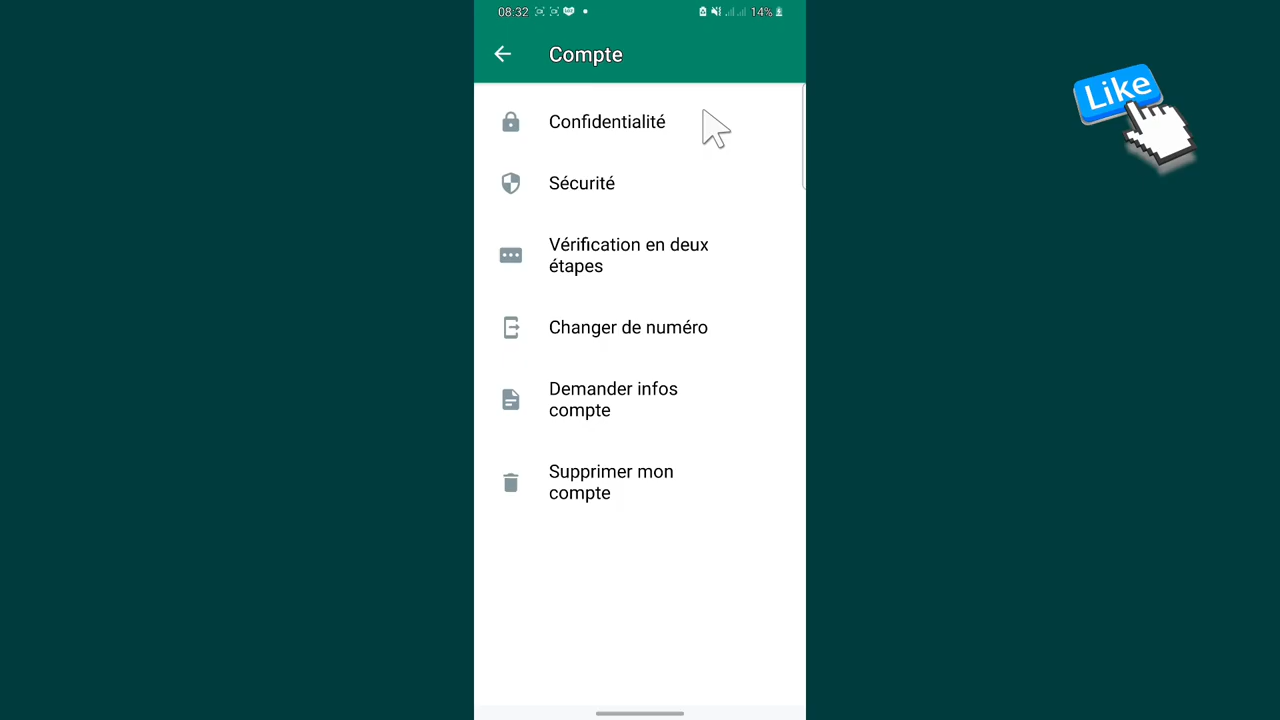 08:32
14%
Compte
Like
Confidentialité
Sécurité
Vérification en deux
étapes
Changer de numéro
Demander infos
compte
Supprimer mon
compte